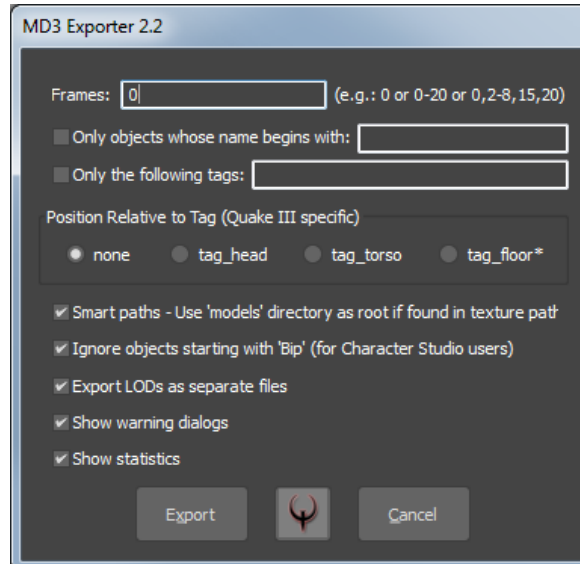 MD3 Exporter 2.2
Frames: 0 (e.g.: 0 or 0-20 or 0,2-8,15,20)
Only objects whose name begins with:
Only the following tags:
Position Relative to Tag (Quake III specific)
none tag_head tag_torso tag_floor*
Smart paths - Use 'models' directory as root if found in texture path
Ignore objects starting with 'Bip' (for Character Studio users)
Export LODs as separate files
Show warning dialogs
Show statistics
Export Cancel